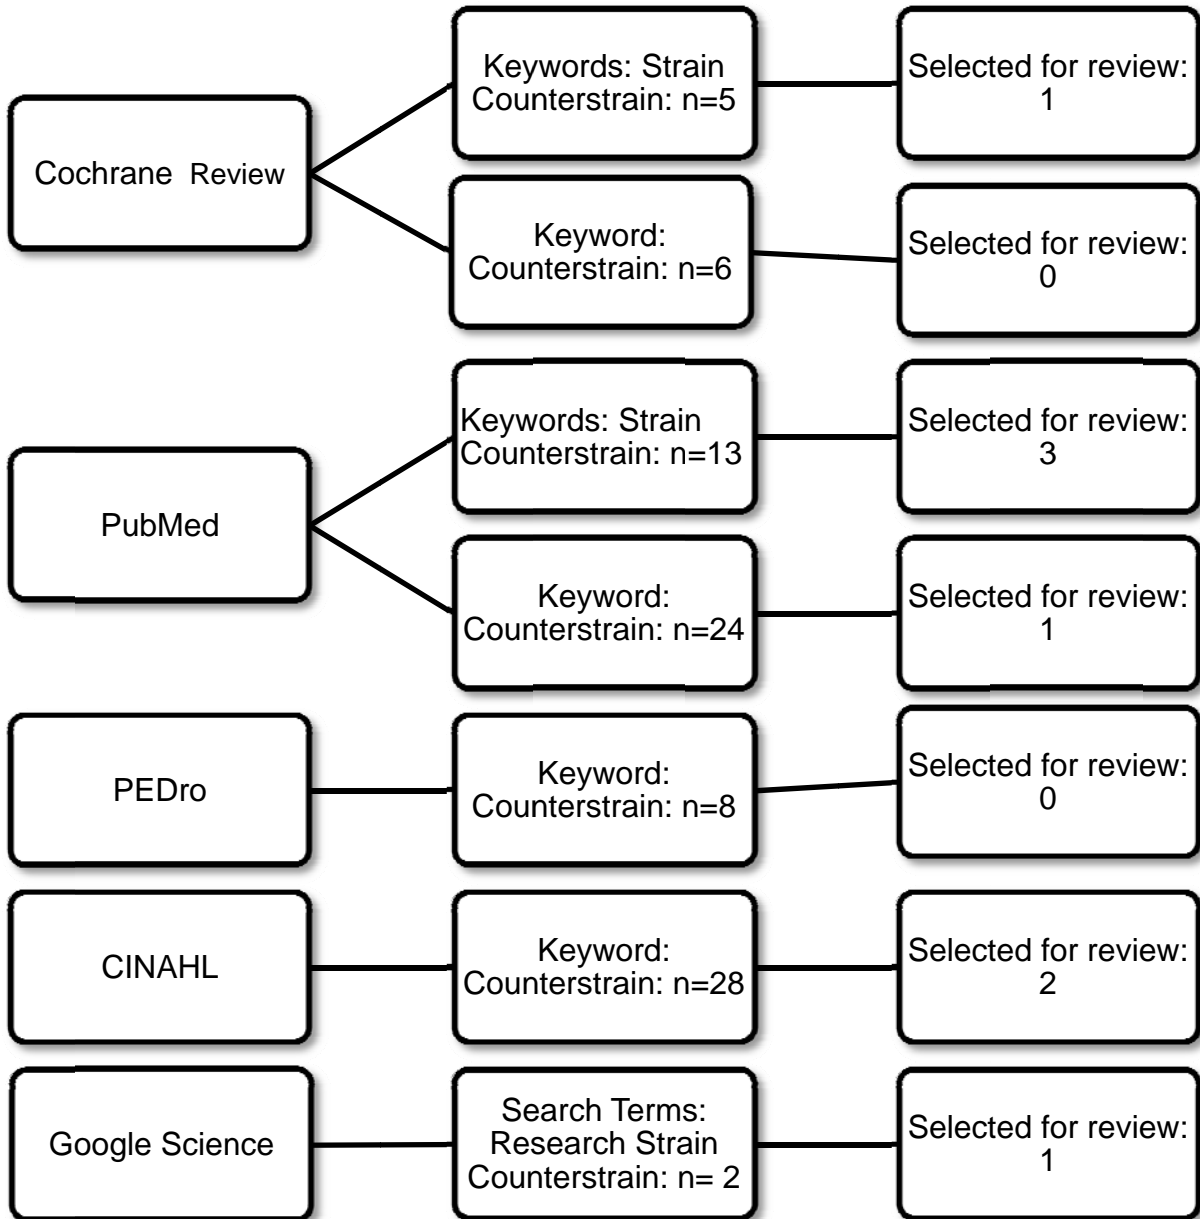 Cochrane Review
Keywords: Strain
Counterstrain: n=5
Selected for review:
1
Keyword:
Counterstrain: n=6
Selected for review:
0
PubMed
Keywords: Strain
Counterstrain: n=13
Selected for review:
3
Keyword:
Counterstrain: n=24
Selected for review:
1
PEDro
Keyword:
Counterstrain: n=8
Selected for review:
0
CINAHL
Keyword:
Counterstrain: n=28
Selected for review:
2
Google Science
Search Terms:
Research Strain
Counterstrain: n= 2
Selected for review:
1